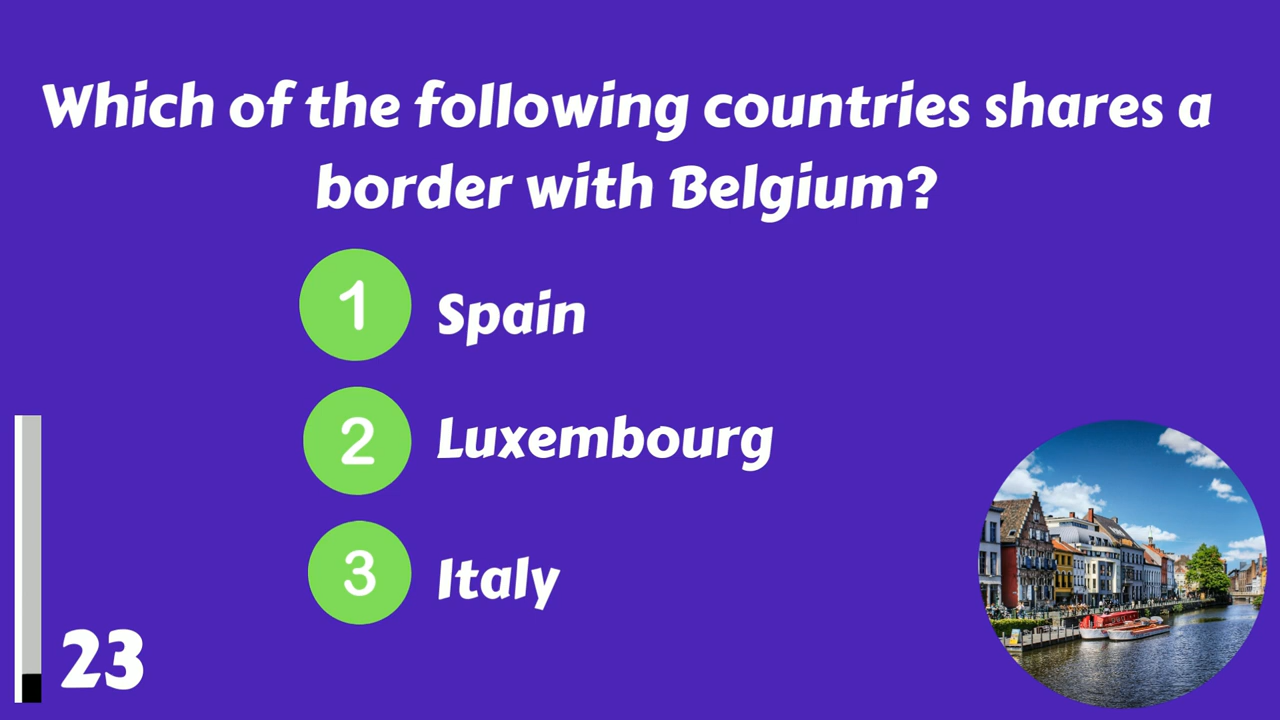 Which of the following countries shares a
border with Belgium?
1 Spain
2 Luxembourg
3 Italy
23